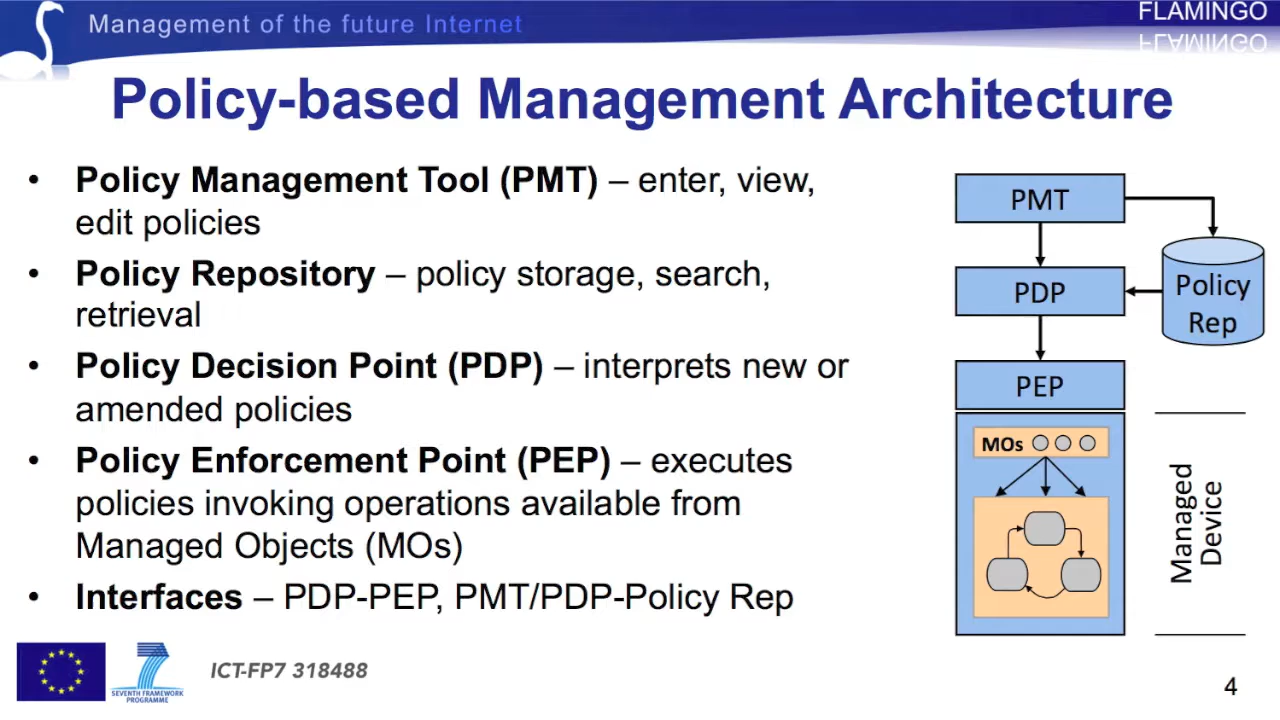 Management of the future Internet
FLAMINGO
FLAMINGO
Policy-based Management Architecture
• Policy Management Tool (PMT) – enter, view,
edit policies
• Policy Repository – policy storage, search,
retrieval
• Policy Decision Point (PDP) – interprets new or
amended policies
• Policy Enforcement Point (PEP) – executes
policies invoking operations available from
Managed Objects (MOs)
• Interfaces – PDP-PEP, PMT/PDP-Policy Rep
PMT
PDP
Policy
Rep
PEP
MOs
Managed
Device
SEVENTH FRAMEWORK
PROGRAMME
ICT-FP7 318488
4